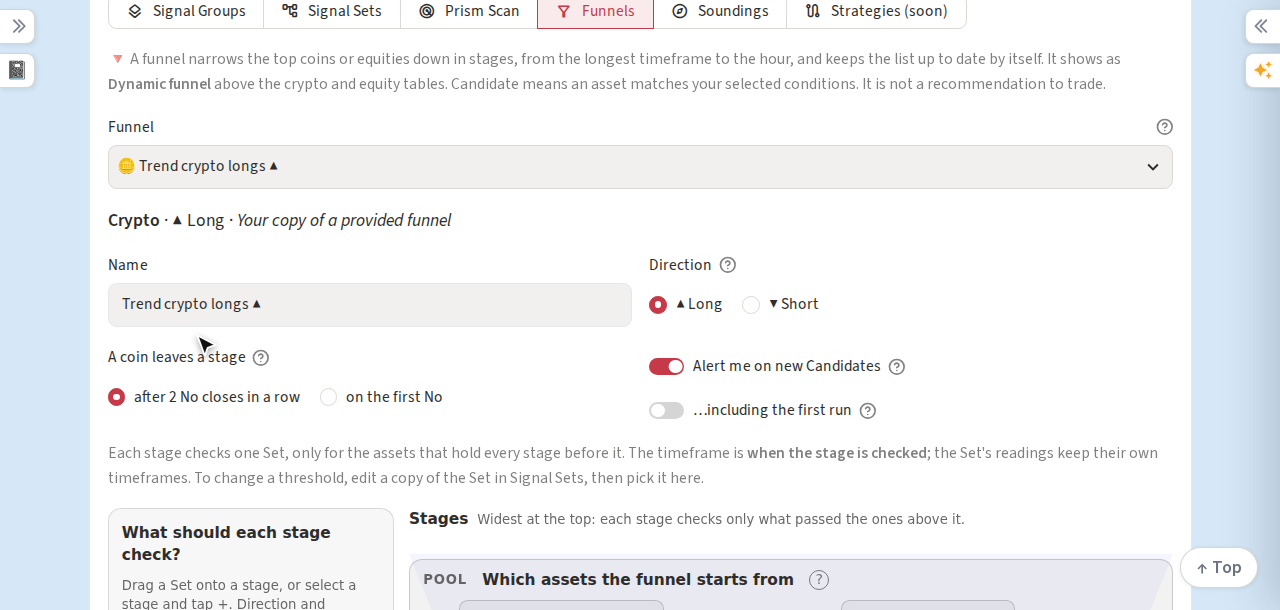 Signal Groups
Signal Sets
Prism Scan
Funnels
Soundings
Strategies (soon)
🔻 A funnel narrows the top coins or equities down in stages, from the longest timeframe to the hour, and keeps the list up to date by itself. It shows as
Dynamic funnel above the crypto and equity tables. Candidate means an asset matches your selected conditions. It is not a recommendation to trade.
Funnel
🪙 Trend crypto longs ▲
Crypto · ▲ Long · Your copy of a provided funnel
Name
Direction
Trend crypto longs ▲
▲ Long
▼ Short
A coin leaves a stage
Alert me on new Candidates
after 2 No closes in a row
on the first No
...including the first run
Each stage checks one Set, only for the assets that hold every stage before it. The timeframe is when the stage is checked; the Set's readings keep their own
timeframes. To change a threshold, edit a copy of the Set in Signal Sets, then pick it here.
What should each stage
check?
Drag a Set onto a stage, or select a
stage and tap +. Direction and
Stages Widest at the top: each stage checks only what passed the ones above it.
POOL Which assets the funnel starts from
↑ Top